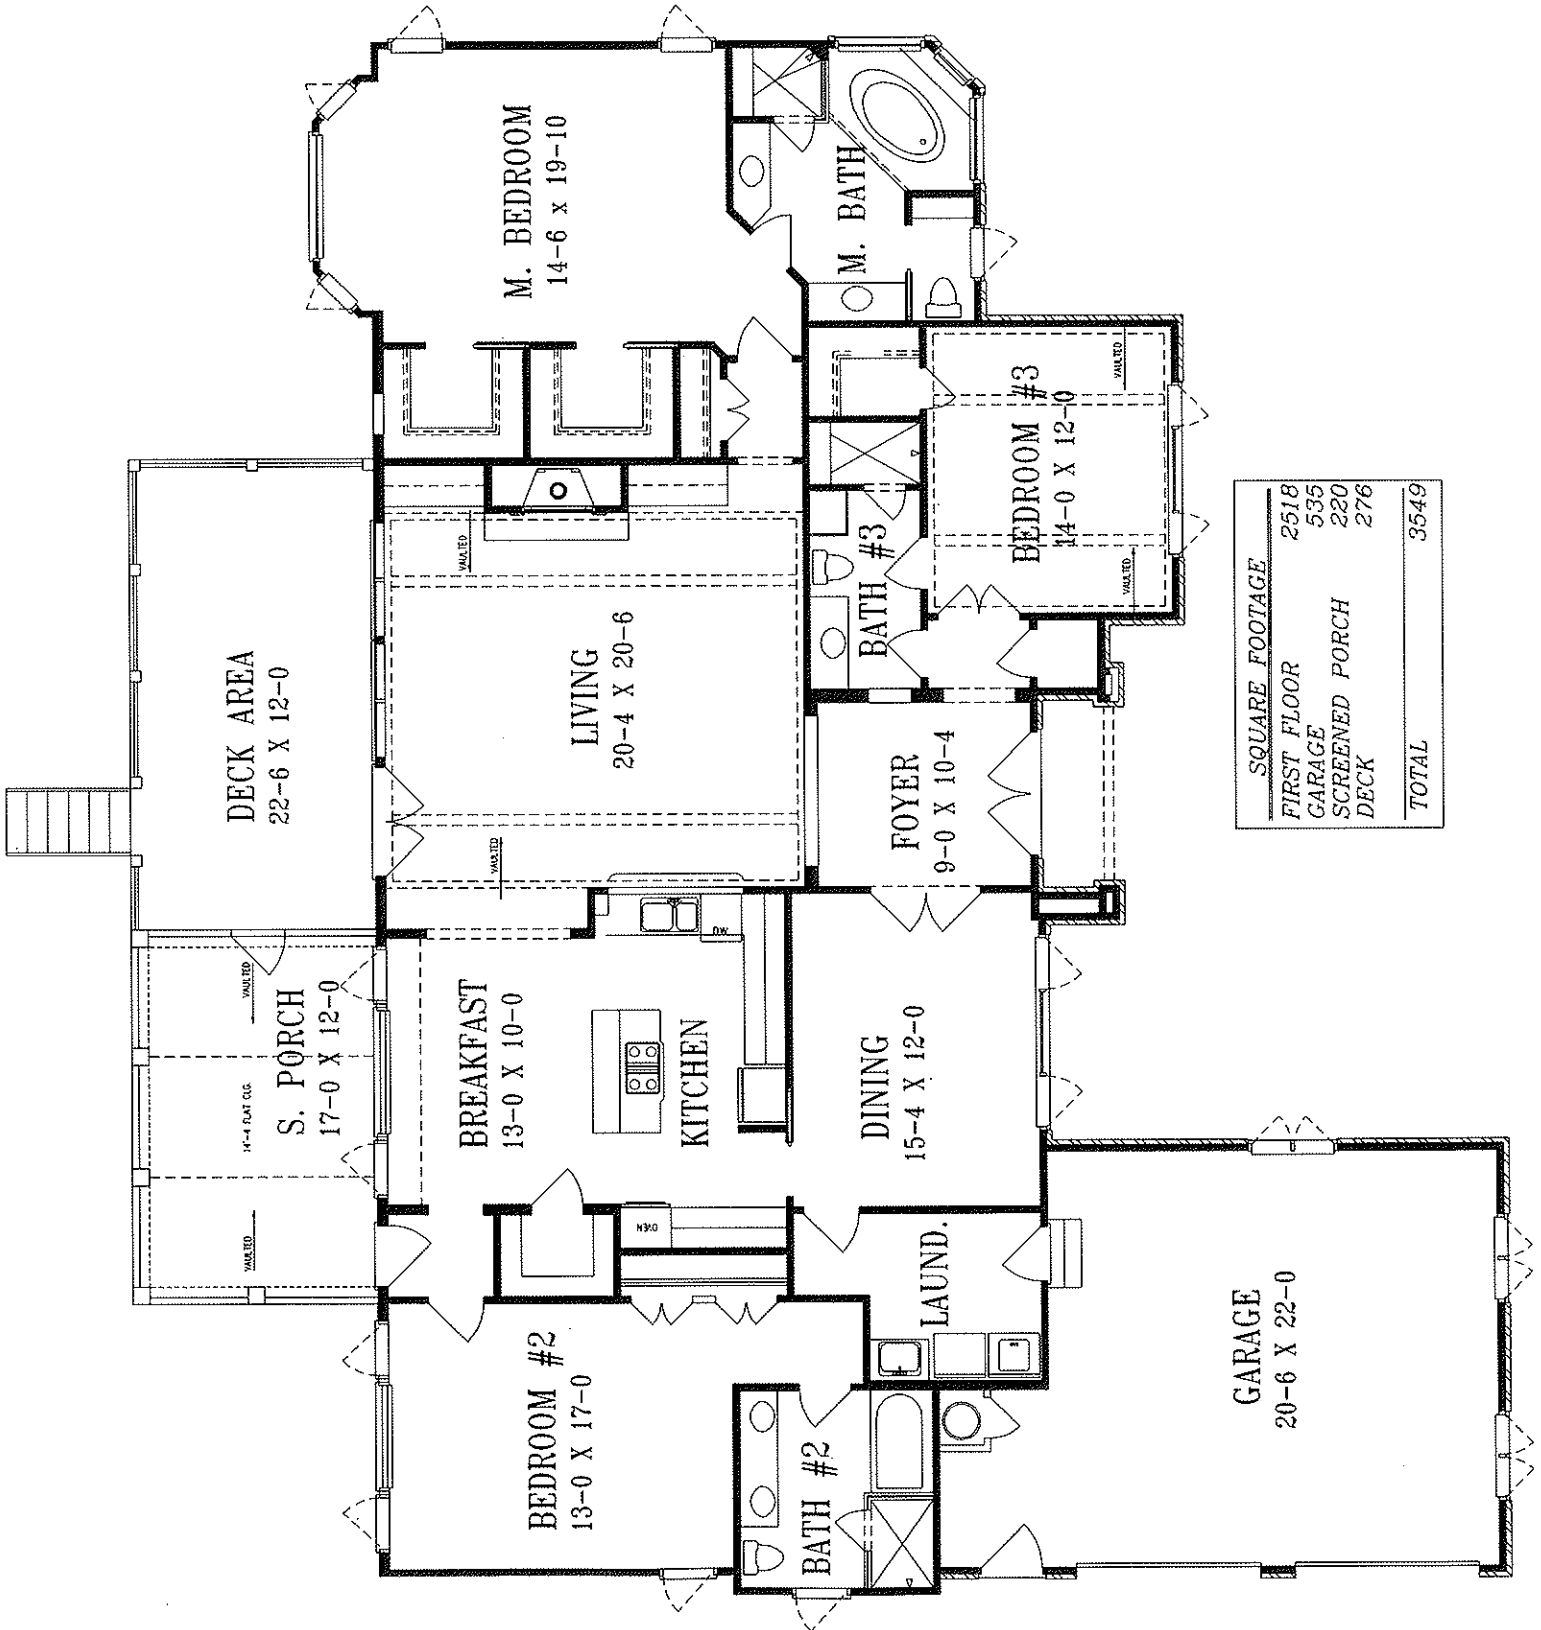 DECK AREA
22-6 X 12-0
S. PORCH
17-0 X 12-0
VAULTED
14'-4 FLAT CLG.
VAULTED
M. BEDROOM
14-6 x 19-10
LIVING
20-4 X 20-6
VAULTED
VAULTED
BREAKFAST
13-0 X 10-0
KITCHEN
DW
OVEN
BEDROOM #2
13-0 X 17-0
M. BATH
BATH #3
BEDROOM #3
14-0 X 12-0
VAULTED
VAULTED
FOYER
9-0 X 10-4
DINING
15-4 X 12-0
LAUND.
BATH #2
GARAGE
20-6 X 22-0
SQUARE FOOTAGE
FIRST FLOOR 2518
GARAGE 535
SCREENED PORCH 220
DECK 276
TOTAL 3549